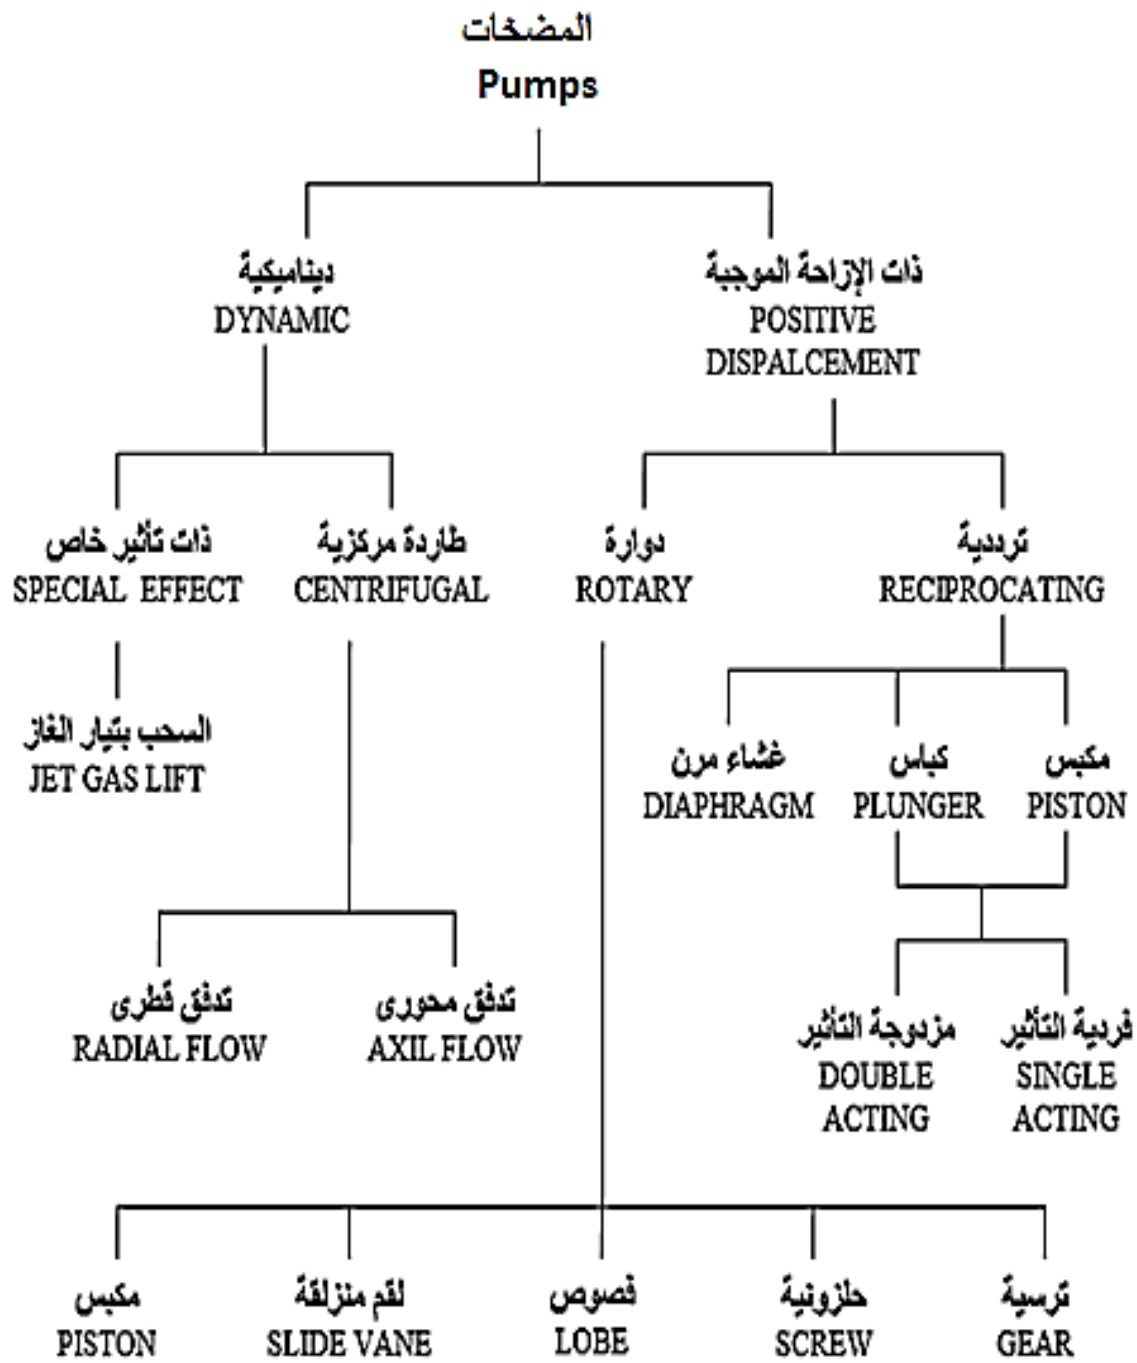 المضخات
Pumps
ديناميكية
DYNAMIC
ذات الإزاحة الموجبة
POSITIVE
DISPALCEMENT
ذات تأثير خاص
SPECIAL EFFECT
طاردة مركزية
CENTRIFUGAL
دوارة
ROTARY
ترددية
RECIPROCATING
السحب بتيار الغاز
JET GAS LIFT
غشاء مرن
DIAPHRAGM
كباس
PLUNGER
مكبس
PISTON
تدفق قطرى
RADIAL FLOW
تدفق محورى
AXIL FLOW
مزدوجة التأثير
DOUBLE
ACTING
فردية التأثير
SINGLE
ACTING
مكبس
PISTON
لقم منزلقة
SLIDE VANE
فصوص
LOBE
حلزونية
SCREW
ترسية
GEAR